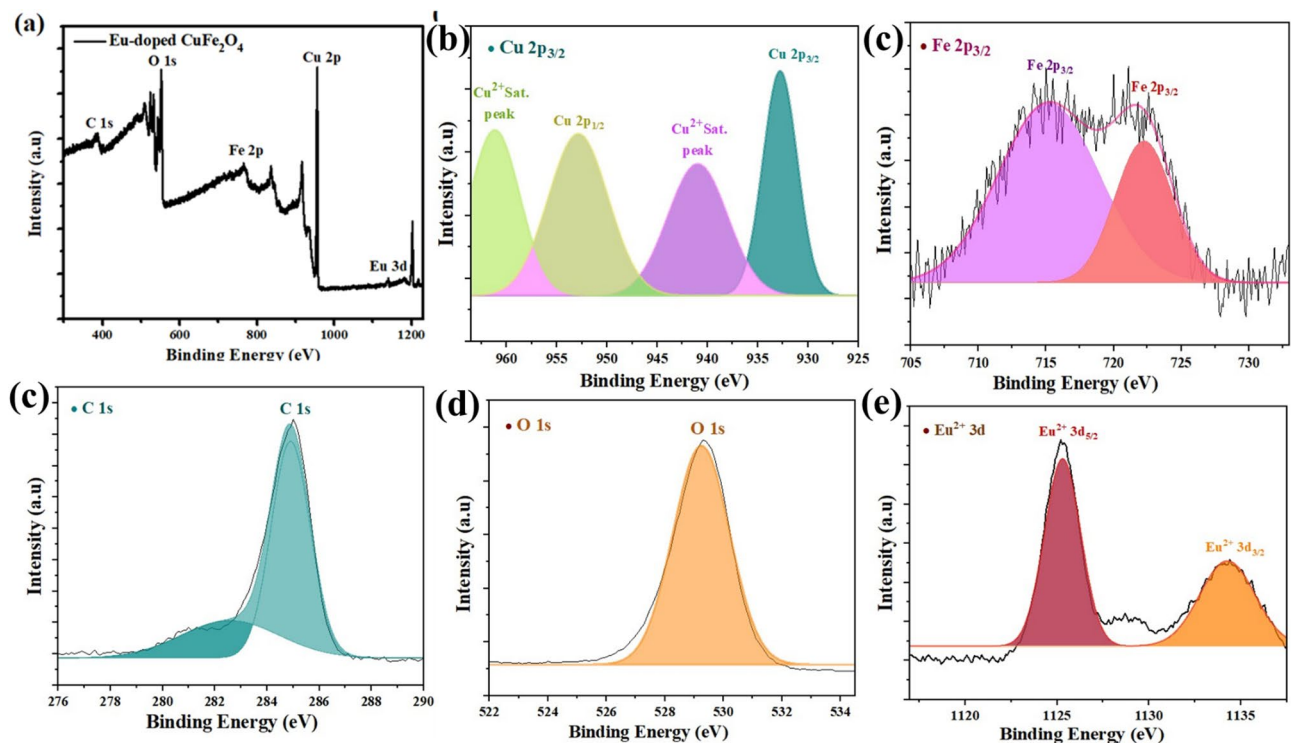 (a)
Eu-doped CuFe₂O₄
O 1s
Cu 2p
C 1s
Fe 2p
Eu 3d
Intensity (a.u)
400 600 800 1000 1200
Binding Energy (eV)
(b)
Cu 2p₃/₂
Cu 2p₃/₂
Cu²⁺Sat.
peak
Cu 2p₁/₂
Cu²⁺Sat.
peak
Intensity (a.u)
960 955 950 945 940 935 930 925
Binding Energy (eV)
(c)
Fe 2p₃/₂
Fe 2p₃/₂
Fe 2p₃/₂
Intensity (a.u)
705 710 715 720 725 730
Binding Energy (eV)
(c)
C 1s
C 1s
Intensity (a.u)
276 278 280 282 284 286 288 290
Binding Energy (eV)
(d)
O 1s
O 1s
Intensity (a.u)
522 524 526 528 530 532 534
Binding Energy (eV)
(e)
Eu²⁺ 3d
Eu²⁺ 3d₅/₂
Eu²⁺ 3d₃/₂
Intensity (a.u)
1120 1125 1130 1135
Binding Energy (eV)